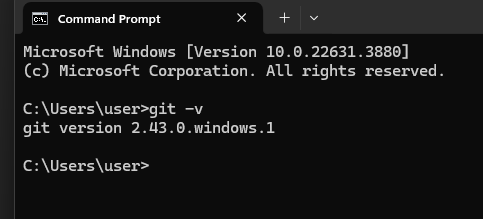 Command Prompt
Microsoft Windows [Version 10.0.22631.3880]
(c) Microsoft Corporation. All rights reserved.
C:\Users\user>git -v
git version 2.43.0.windows.1
C:\Users\user>